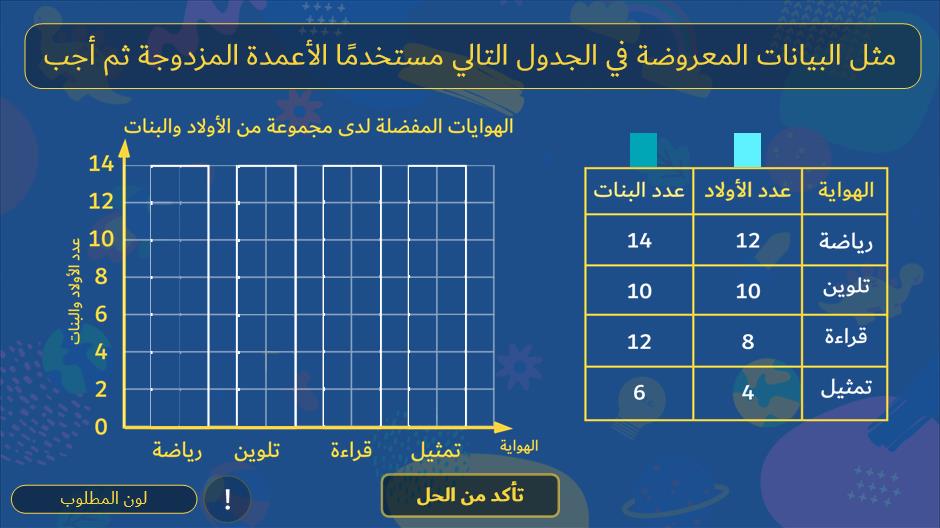 مثل البيانات المعروضة في الجدول التالي مستخدمًا الأعمدة المزدوجة ثم أجب
الهواية عدد الأولاد عدد البنات
رياضة 12 14
تلوين 10 10
قراءة 8 12
تمثيل 4 6
الهوايات المفضلة لدى مجموعة من الأولاد والبنات
عدد الأولاد والبنات
14
12
10
8
6
4
2
0
رياضة تلوين قراءة تمثيل
الهواية
تأكد من الحل
!
لون المطلوب